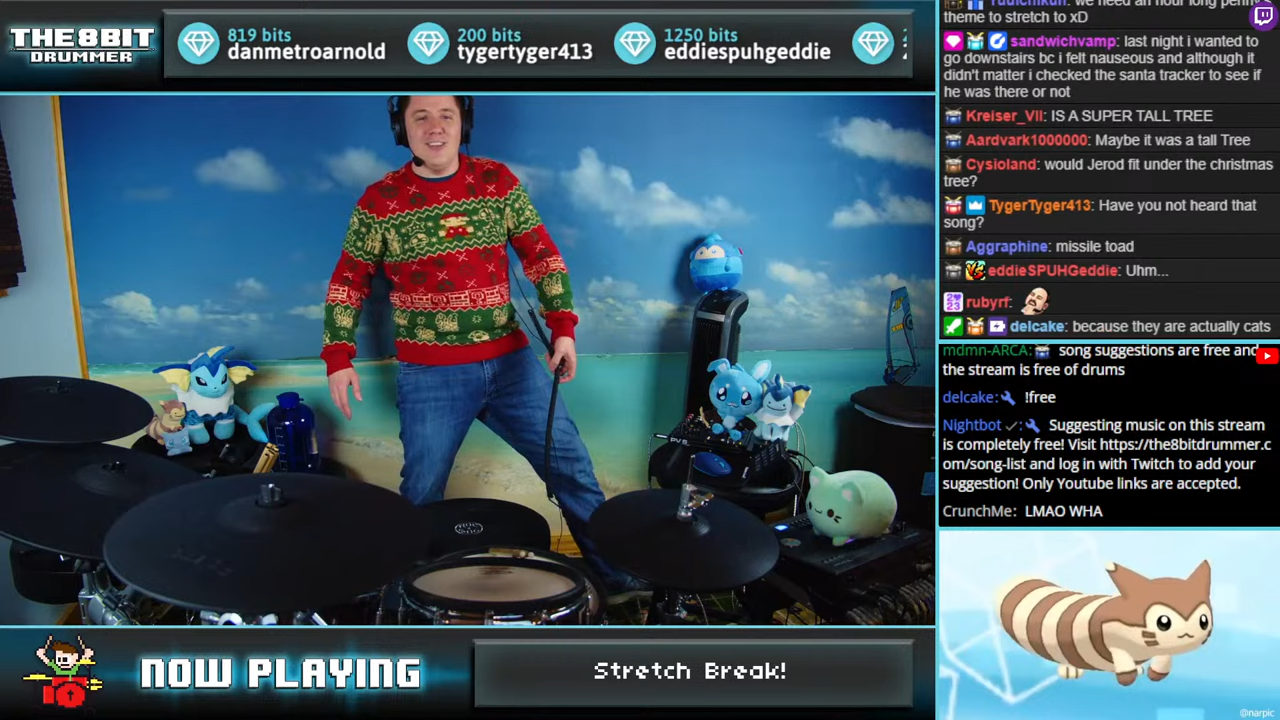 THE8BIT
DRUMMER
819 bits
danmetroarnold
200 bits
tygertyger413
1250 bits
eddiespuhgeddie
we need an hour long
theme to stretch to xD
sandwichvamp: last night i wanted to
go downstairs bc i felt nauseous and although it
didn't matter i checked the santa tracker to see if
he was there or not
Kreiser_VII: IS A SUPER TALL TREE
Aardvark1000000: Maybe it was a tall Tree
Cysioland: would Jerod fit under the christmas
tree?
TygerTyger413: Have you not heard that
song?
Aggraphine: missile toad
eddieSPUHGeddie: Uhm...
rubyrf:
delcake: because they are actually cats
mdmn-ARCA: song suggestions are free and
the stream is free of drums
delcake: !free
Nightbot : Suggesting music on this stream
is completely free! Visit https://the8bitdrummer.c
om/song-list and log in with Twitch to add your
suggestion! Only Youtube links are accepted.
CrunchMe: LMAO WHA
NOW PLAYING
Stretch Break!
@narpic